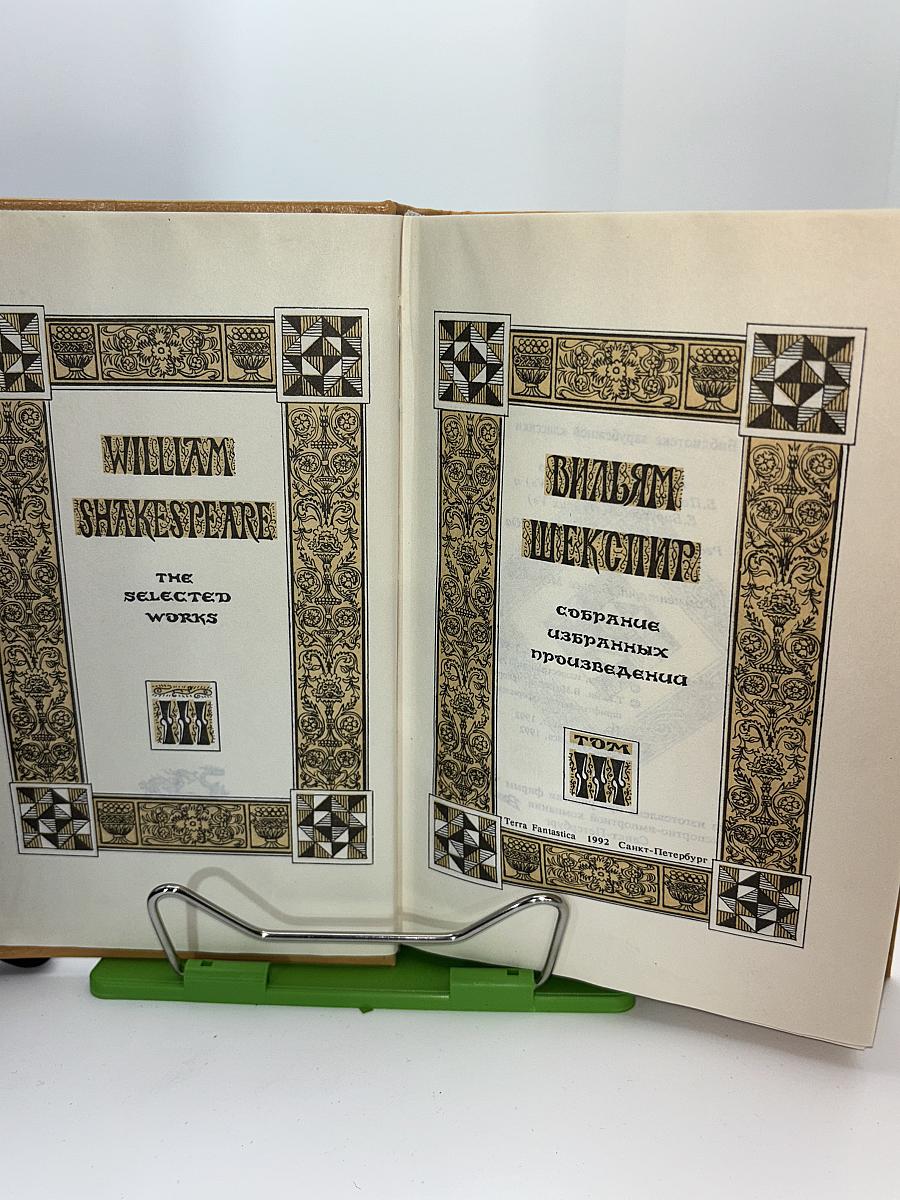 WILLIAM
SHAKESPEARE
THE
SELECTED
WORKS
III
ВИЛЬЯМ
ШЕКСПИР
СОБРАНИЕ
ИЗБРАННЫХ
ПРОИЗВЕДЕНИЙ
ТОМ
III
Terra Fantastica 1992 Санкт-Петербург